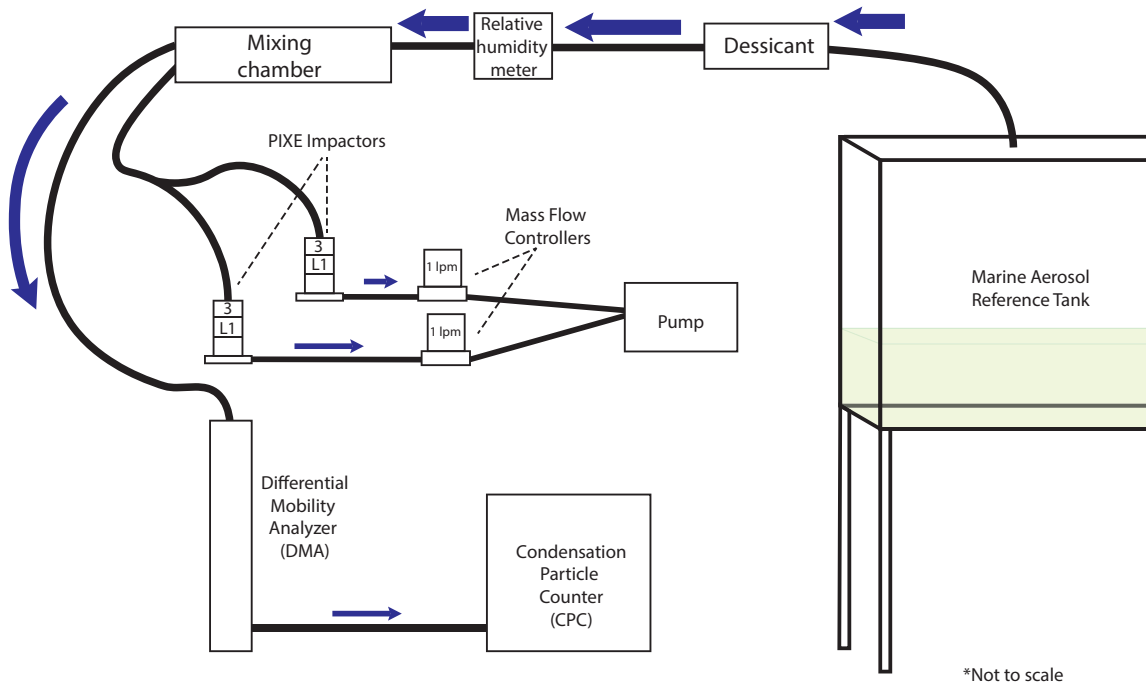 Mixing
chamber
Relative
humidity
meter
Dessicant
PIXE Impactors
Mass Flow
Controllers
3
L1
1 lpm
3
L1
1 lpm
Pump
Marine Aerosol
Reference Tank
Differential
Mobility
Analyzer
(DMA)
Condensation
Particle
Counter
(CPC)
*Not to scale